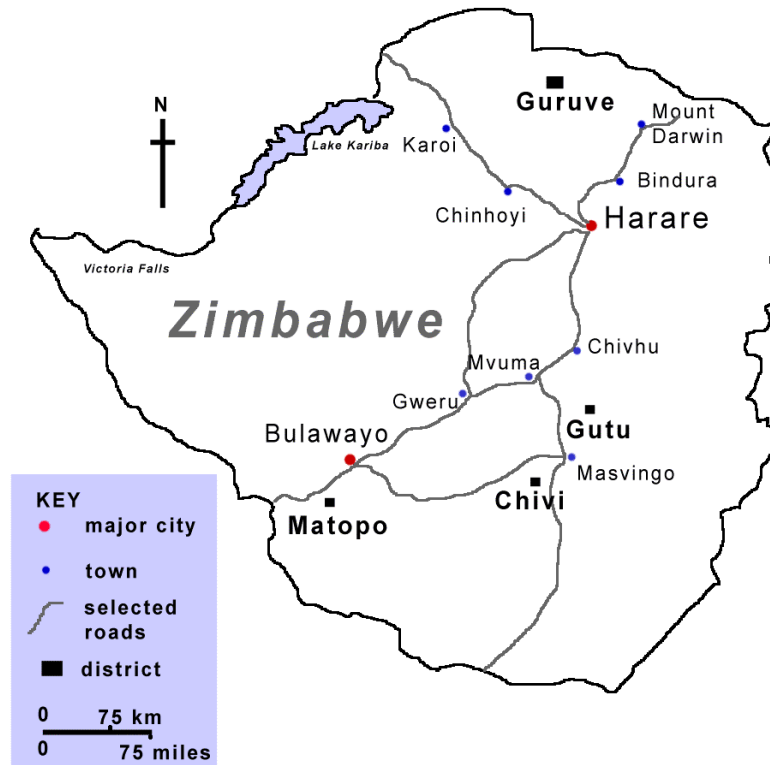 N
Guruve
Mount
Darwin
Lake Kariba
Karoi
Bindura
Chinhoyi
Harare
Victoria Falls
Zimbabwe
Chivhu
Mvuma
Gweru
Gutu
Bulawayo
Masvingo
Chivi
Matopo
KEY
major city
town
selected
roads
district
0 75 km
0 75 miles